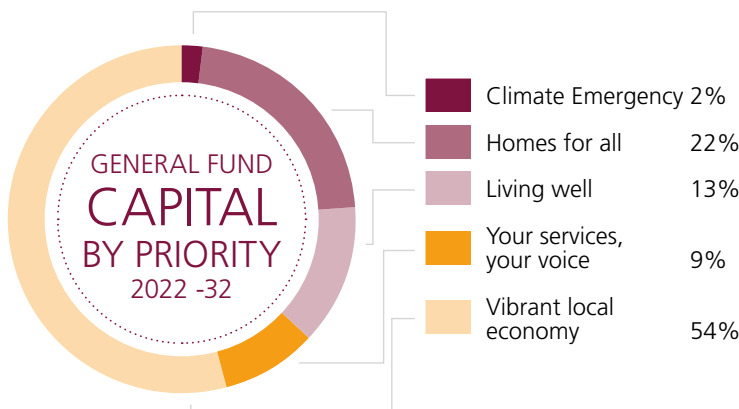 GENERAL FUND
CAPITAL
BY PRIORITY
2022 -32
Climate Emergency 2%
Homes for all 22%
Living well 13%
Your services,
your voice 9%
Vibrant local
economy 54%